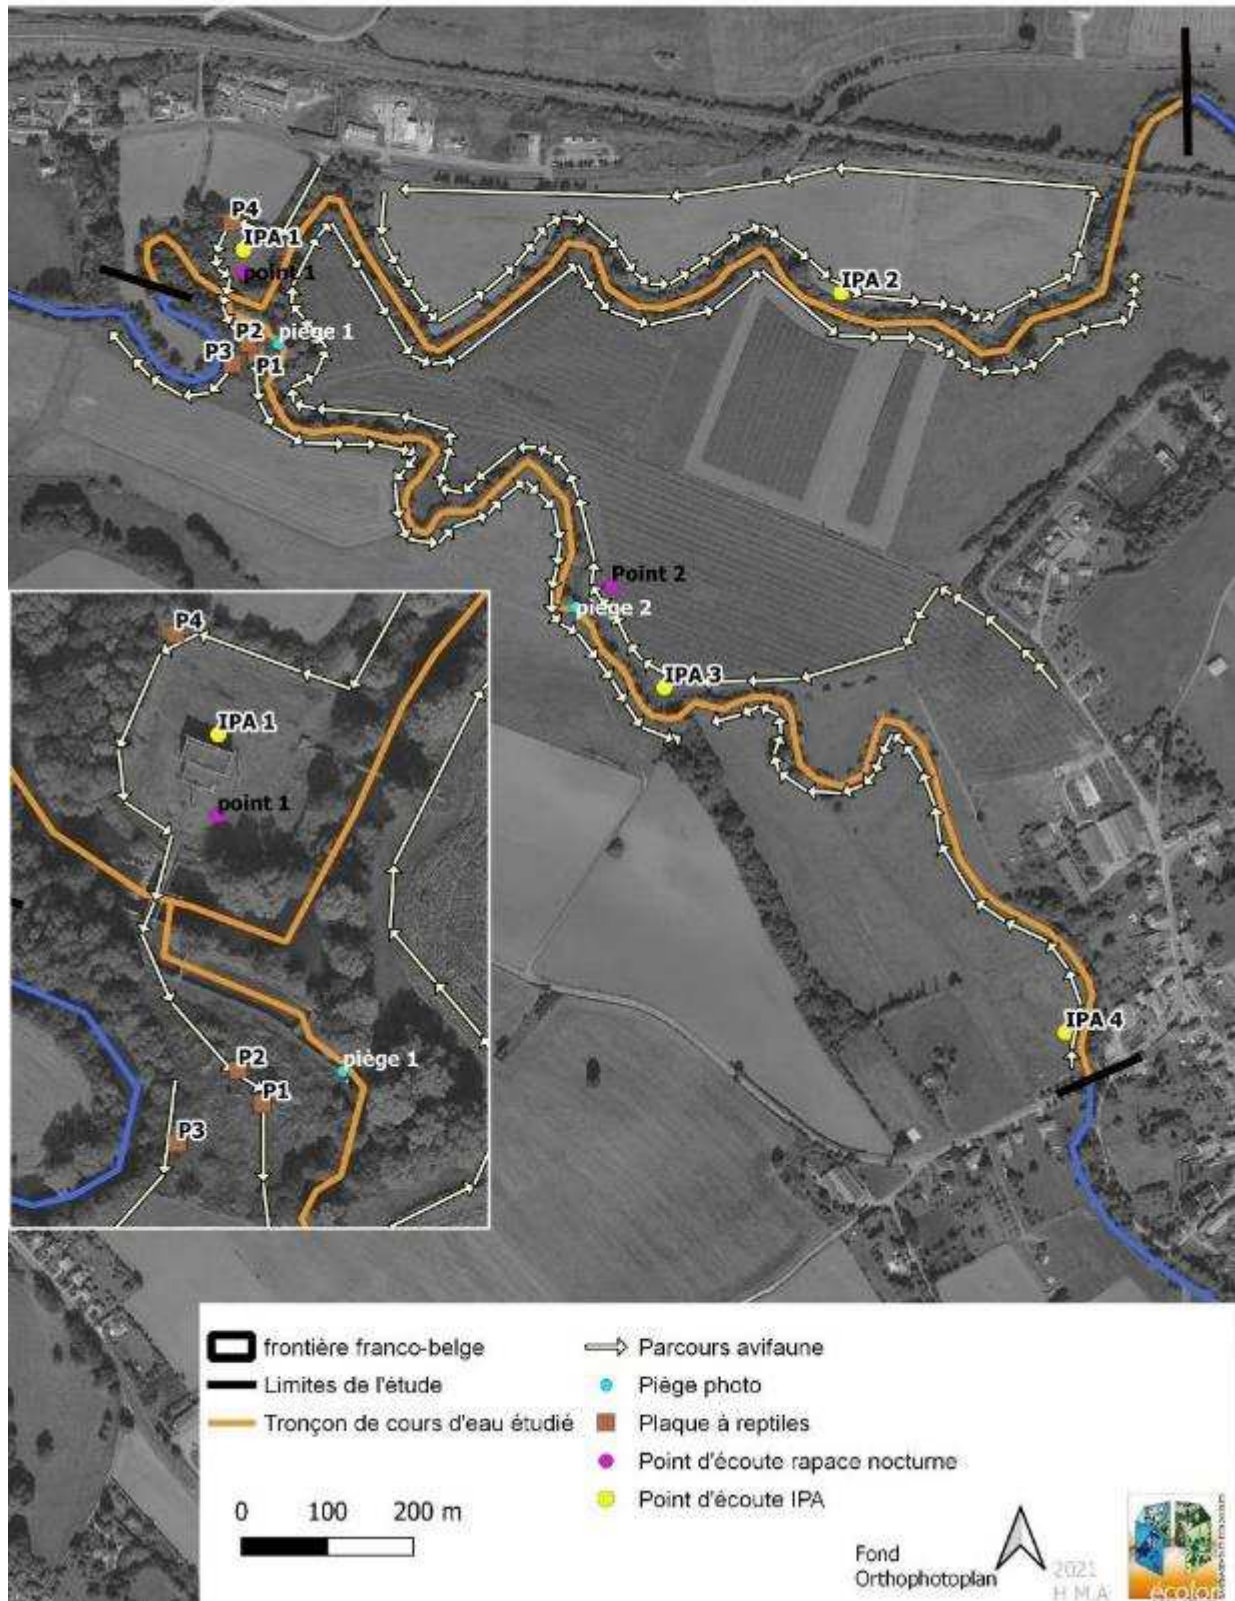 P4
IPA 1
point 1
IPA 2
P2
piège 1
P3
P1
Point 2
piège 2
IPA 3
IPA 4
P4
IPA 1
point 1
P2
piège 1
P1
P3
frontière franco-belge
Limites de l'étude
Tronçon de cours d'eau étudié
0 100 200 m
Parcours avifaune
Piège photo
Plaque à reptiles
Point d'écoute rapace nocturne
Point d'écoute IPA
Fond
Orthophotoplan
2021
H.M.A
écolor